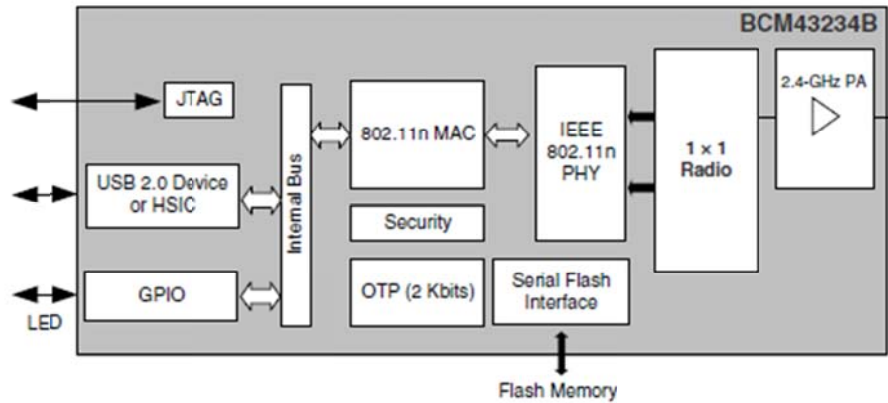 BCM43234B
JTAG
USB 2.0 Device
or HSIC
GPIO
LED
Internal Bus
802.11n MAC
Security
OTP (2 Kbits)
IEEE
802.11n
PHY
Serial Flash
Interface
Flash Memory
1 × 1
Radio
2.4-GHz PA